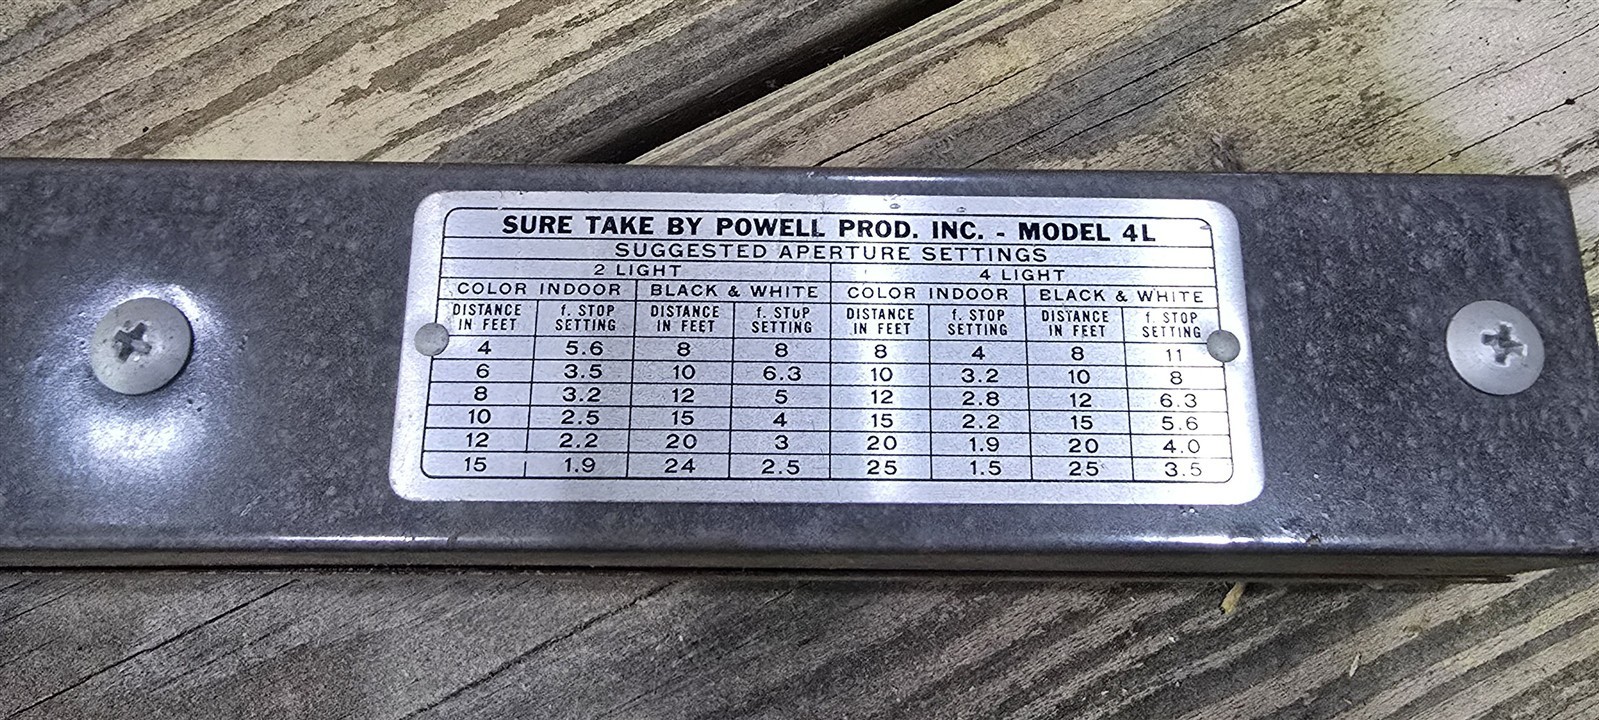 SURE TAKE BY POWELL PROD. INC. - MODEL 4L
SUGGESTED APERTURE SETTINGS
2 LIGHT 4 LIGHT
COLOR INDOOR BLACK & WHITE COLOR INDOOR BLACK & WHITE
DISTANCE f. STOP DISTANCE f. STOP DISTANCE f. STOP DISTANCE f. STOP
IN FEET SETTING IN FEET SETTING IN FEET SETTING IN FEET SETTING
4 5.6 8 8 8 4 8 11
6 3.5 10 6.3 10 3.2 10 8
8 3.2 12 5 12 2.8 12 6.3
10 2.5 15 4 15 2.2 15 5.6
12 2.2 20 3 20 1.9 20 4.0
15 1.9 24 2.5 25 1.5 25 3.5